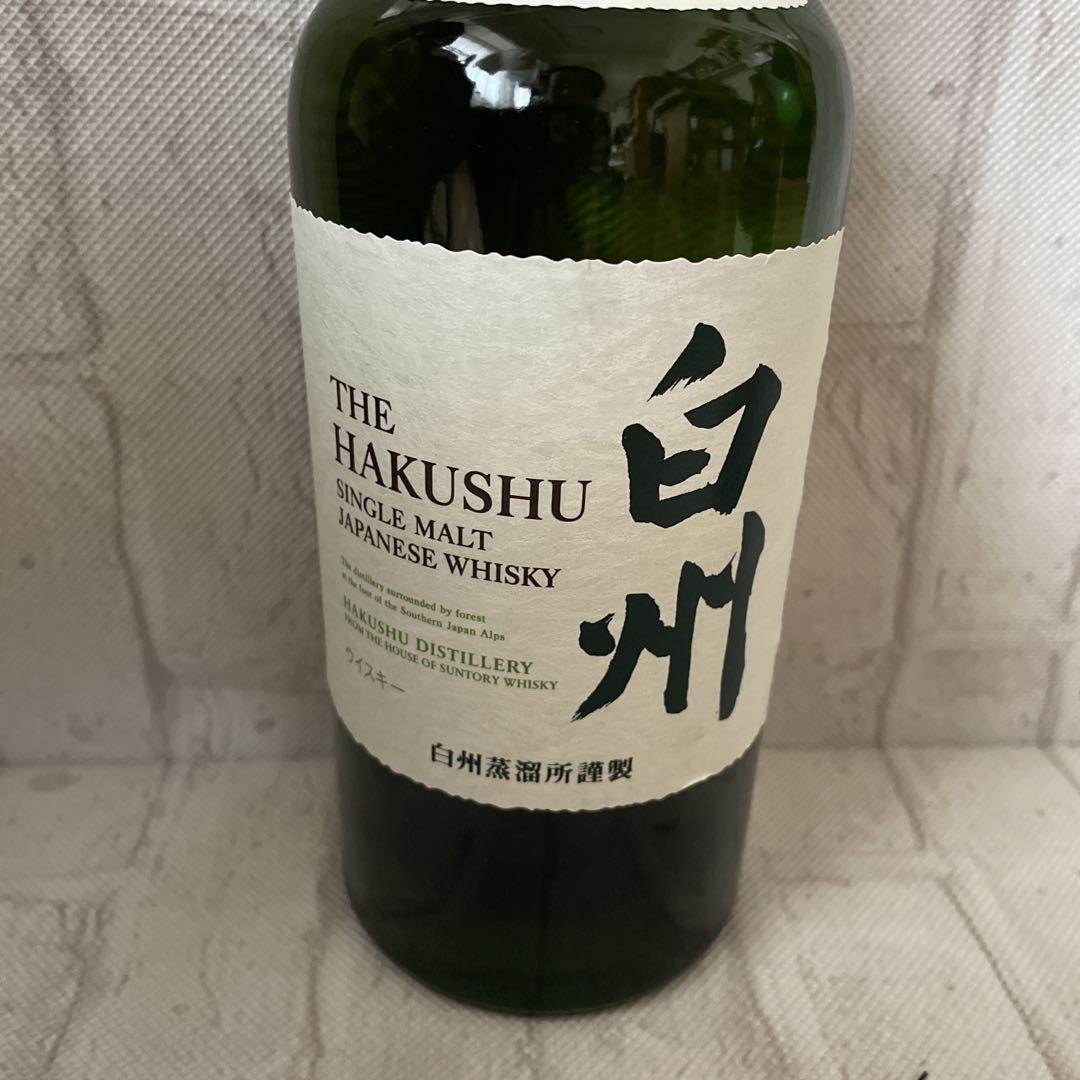 THE
HAKUSHU
SINGLE MALT
JAPANESE WHISKY
The distillery surrounded by forest
at the foot of the Southern Japan Alps
HAKUSHU DISTILLERY
FROM THE HOUSE OF SUNTORY WHISKY
ウイスキー
白州
白州蒸溜所謹製